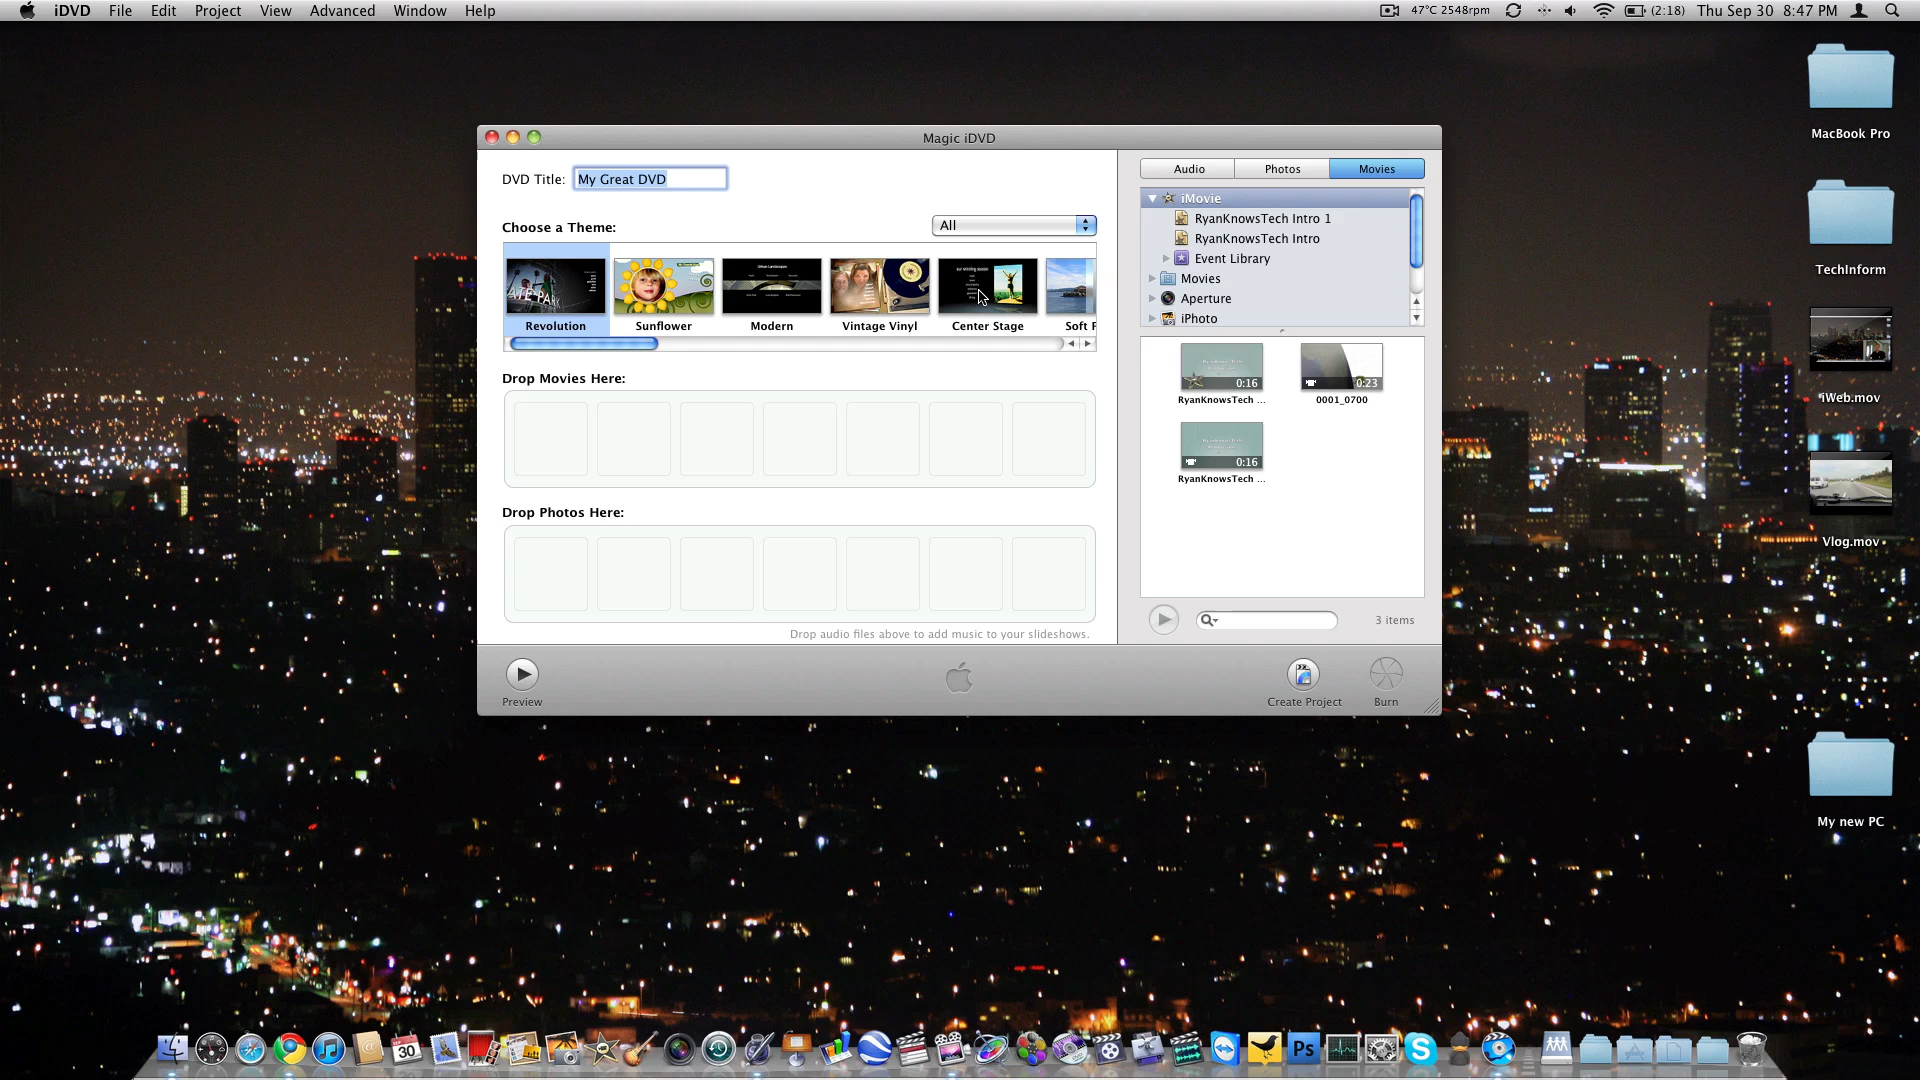 iDVD File Edit Project View Advanced Window Help
47°C 2548rpm (2:18) Thu Sep 30 8:47 PM
Magic iDVD
DVD Title: My Great DVD
Choose a Theme: All
Revolution Sunflower Modern Vintage Vinyl Center Stage Soft F
Drop Movies Here:
Drop Photos Here:
Drop audio files above to add music to your slideshows.
Preview
Create Project
Burn
Audio Photos Movies
iMovie
RyanKnowsTech Intro 1
RyanKnowsTech Intro
Event Library
Movies
Aperture
iPhoto
0:16 0:23
RyanKnowsTech ... 0001_0700
0:16
RyanKnowsTech ...
3 items
MacBook Pro
TechInform
iWeb.mov
Vlog.mov
My new PC
30
Ps